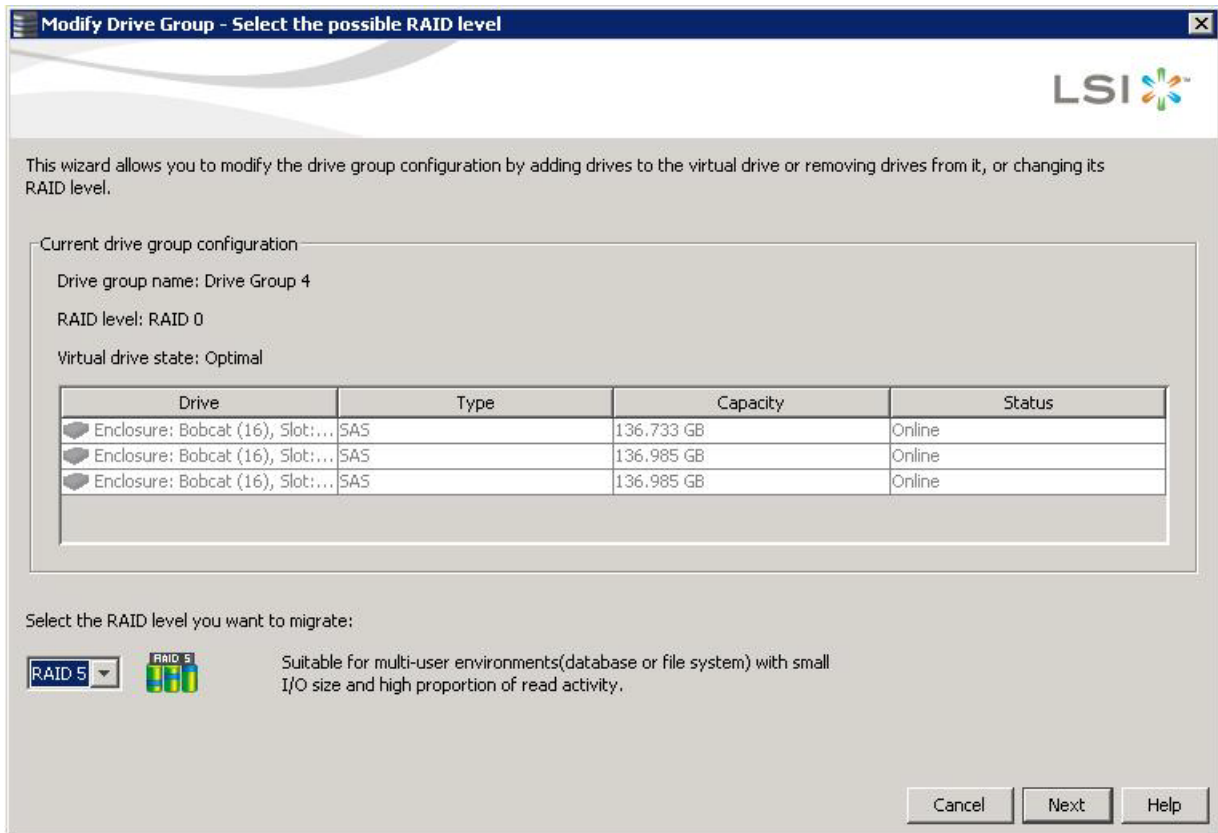 Modify Drive Group - Select the possible RAID level
LSI
This wizard allows you to modify the drive group configuration by adding drives to the virtual drive or removing drives from it, or changing its
RAID level.
Current drive group configuration
Drive group name: Drive Group 4
RAID level: RAID 0
Virtual drive state: Optimal
Drive Type Capacity Status
Enclosure: Bobcat (16), Slot:... SAS 136.733 GB Online
Enclosure: Bobcat (16), Slot:... SAS 136.985 GB Online
Enclosure: Bobcat (16), Slot:... SAS 136.985 GB Online
Select the RAID level you want to migrate:
RAID 5
RAID 5
Suitable for multi-user environments(database or file system) with small
I/O size and high proportion of read activity.
Cancel Next Help